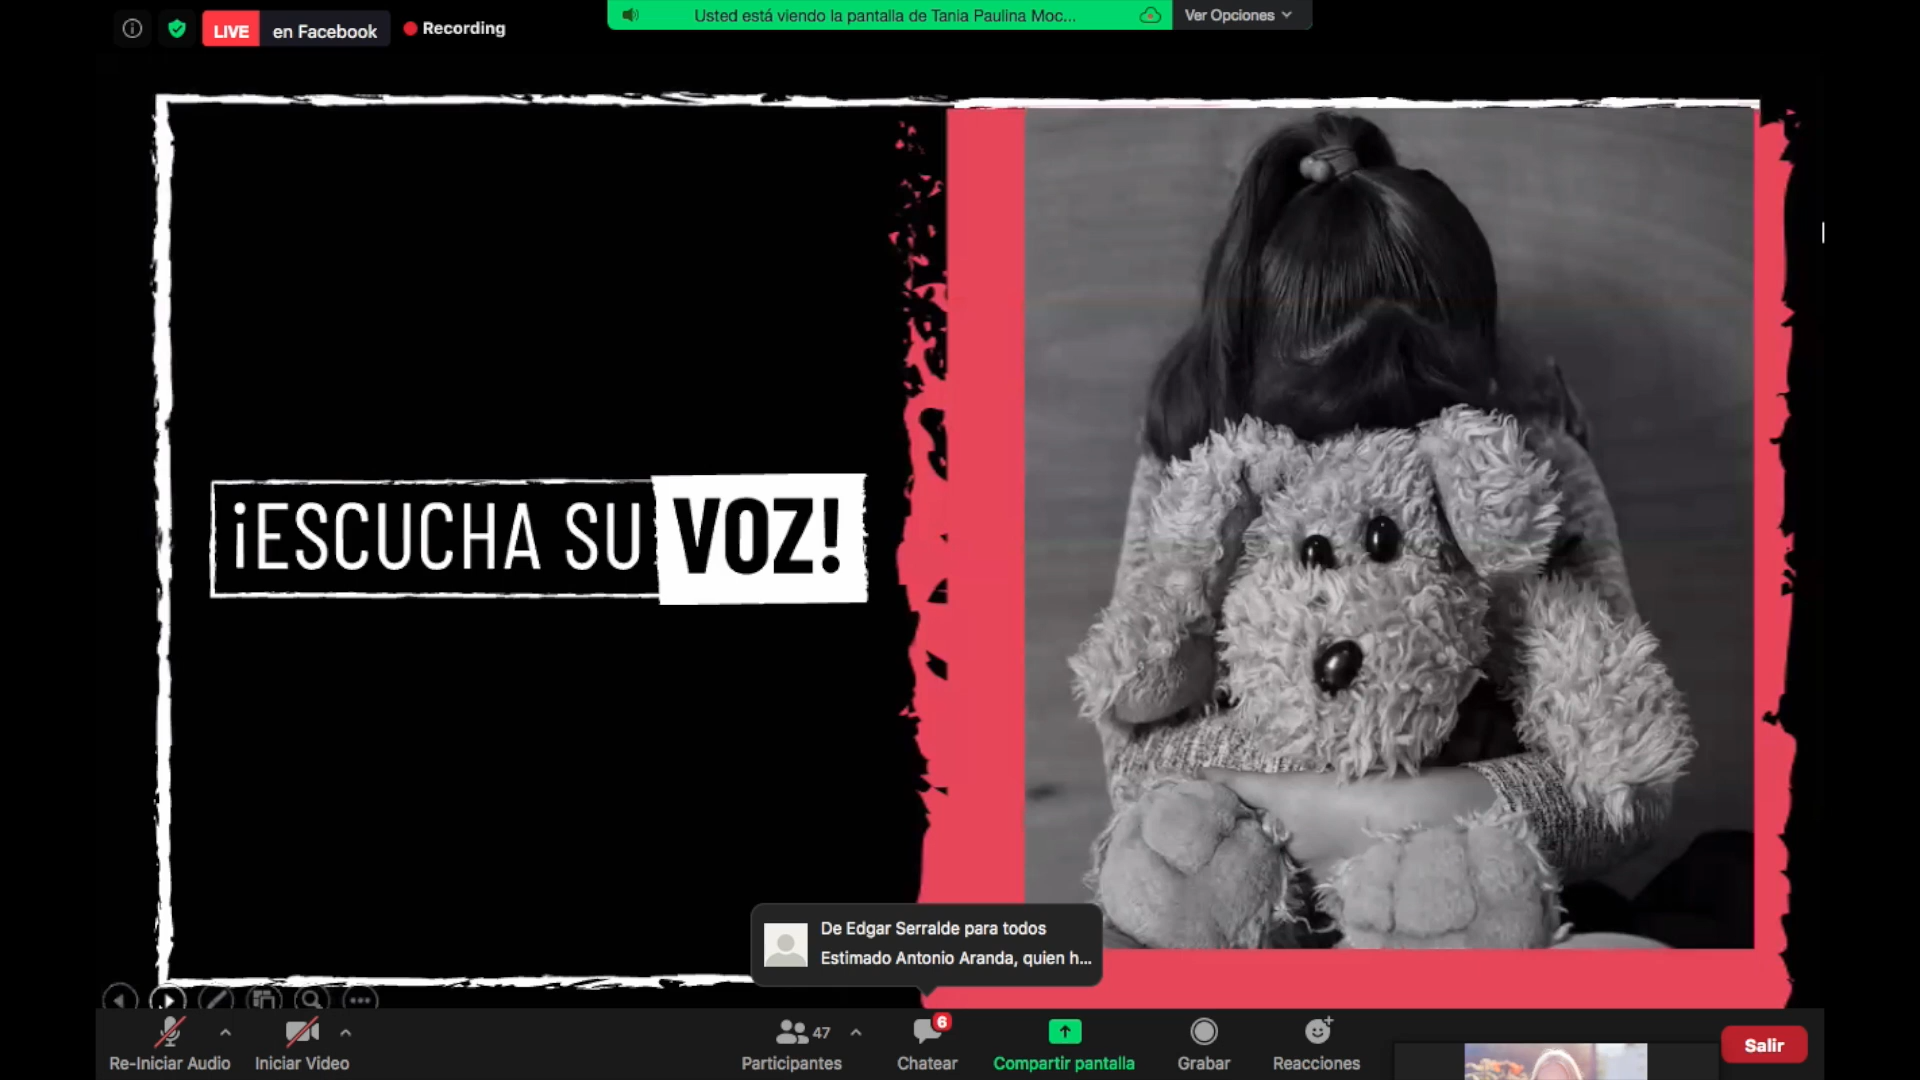 LIVE en Facebook
Recording
Usted está viendo la pantalla de Tania Paulina Moc...
Ver Opciones
¡ESCUCHA SU VOZ!
De Edgar Serralde para todos
Estimado Antonio Aranda, quien h...
Re-Iniciar Audio
Iniciar Video
47
Participantes
6
Chatear
Compartir pantalla
Grabar
Reacciones
Salir